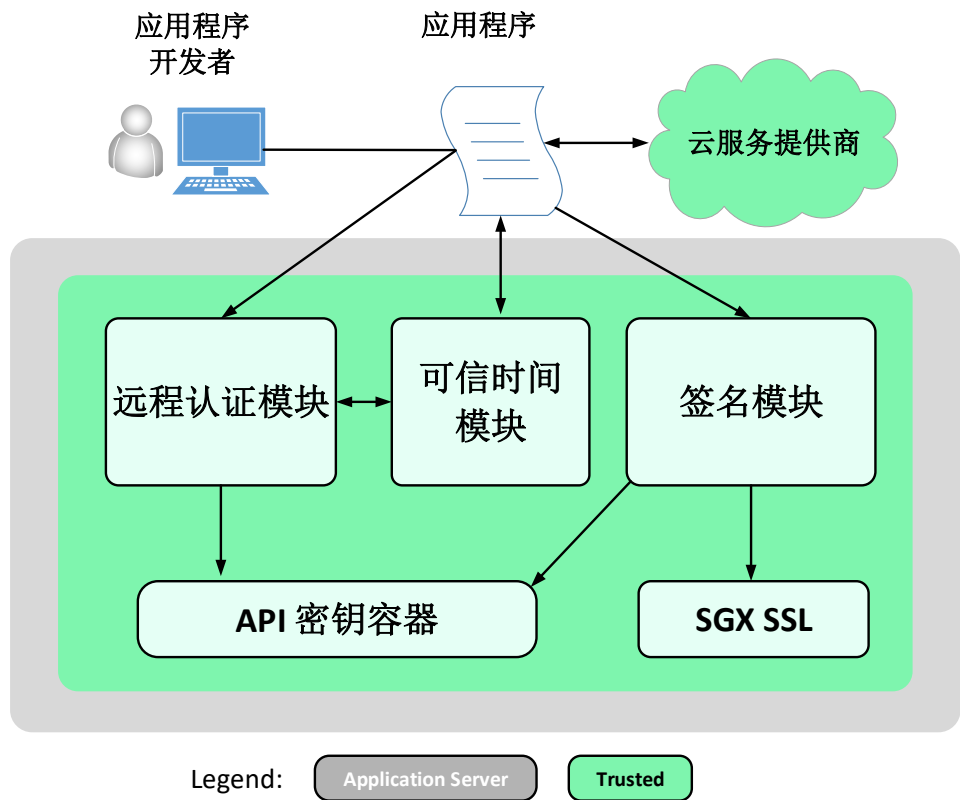 应用程序
开发者
应用程序
云服务提供商
远程认证模块
可信时间
模块
签名模块
API 密钥容器
SGX SSL
Legend:
Application Server
Trusted